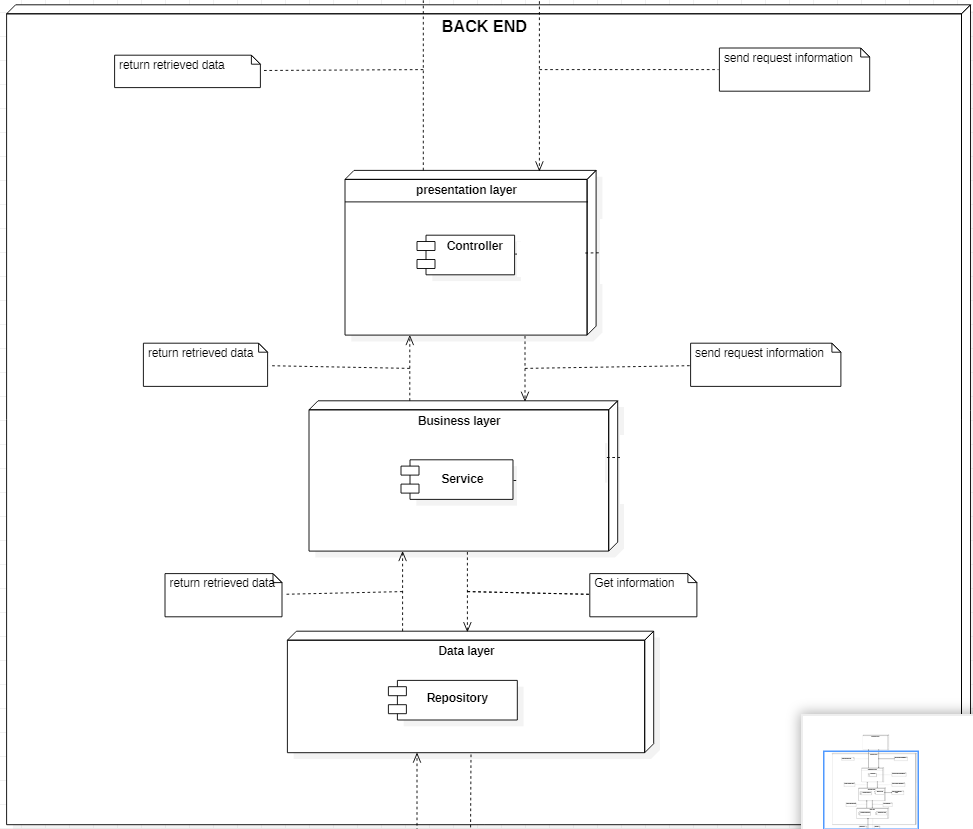 BACK END
return retrieved data
send request information
presentation layer
Controller
return retrieved data
send request information
Business layer
Service
return retrieved data
Get information
Data layer
Repository